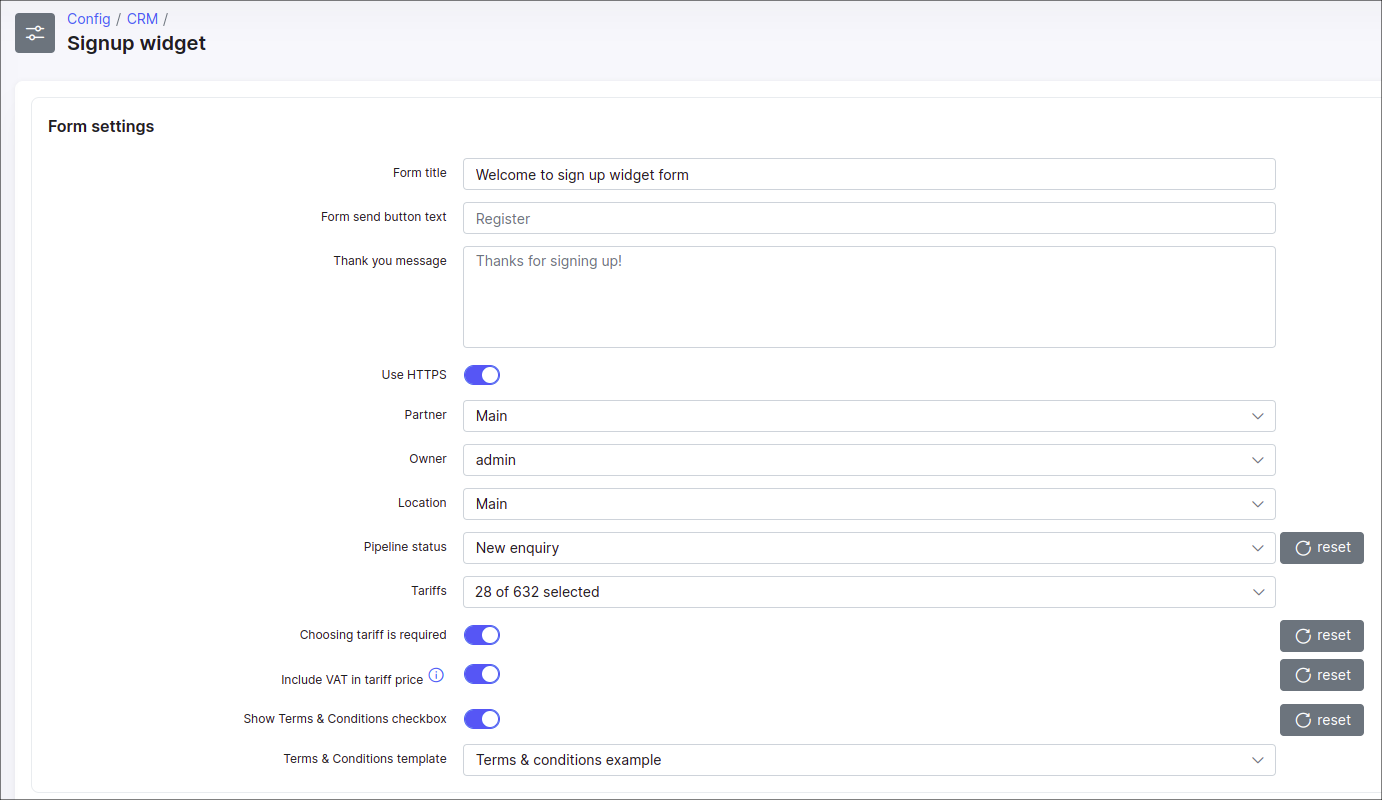 Config / CRM /
Signup widget
Form settings
Form title Welcome to sign up widget form
Form send button text Register
Thank you message Thanks for signing up!
Use HTTPS
Partner Main
Owner admin
Location Main
Pipeline status New enquiry reset
Tariffs 28 of 632 selected
Choosing tariff is required reset
Include VAT in tariff price reset
Show Terms & Conditions checkbox reset
Terms & Conditions template Terms & conditions example